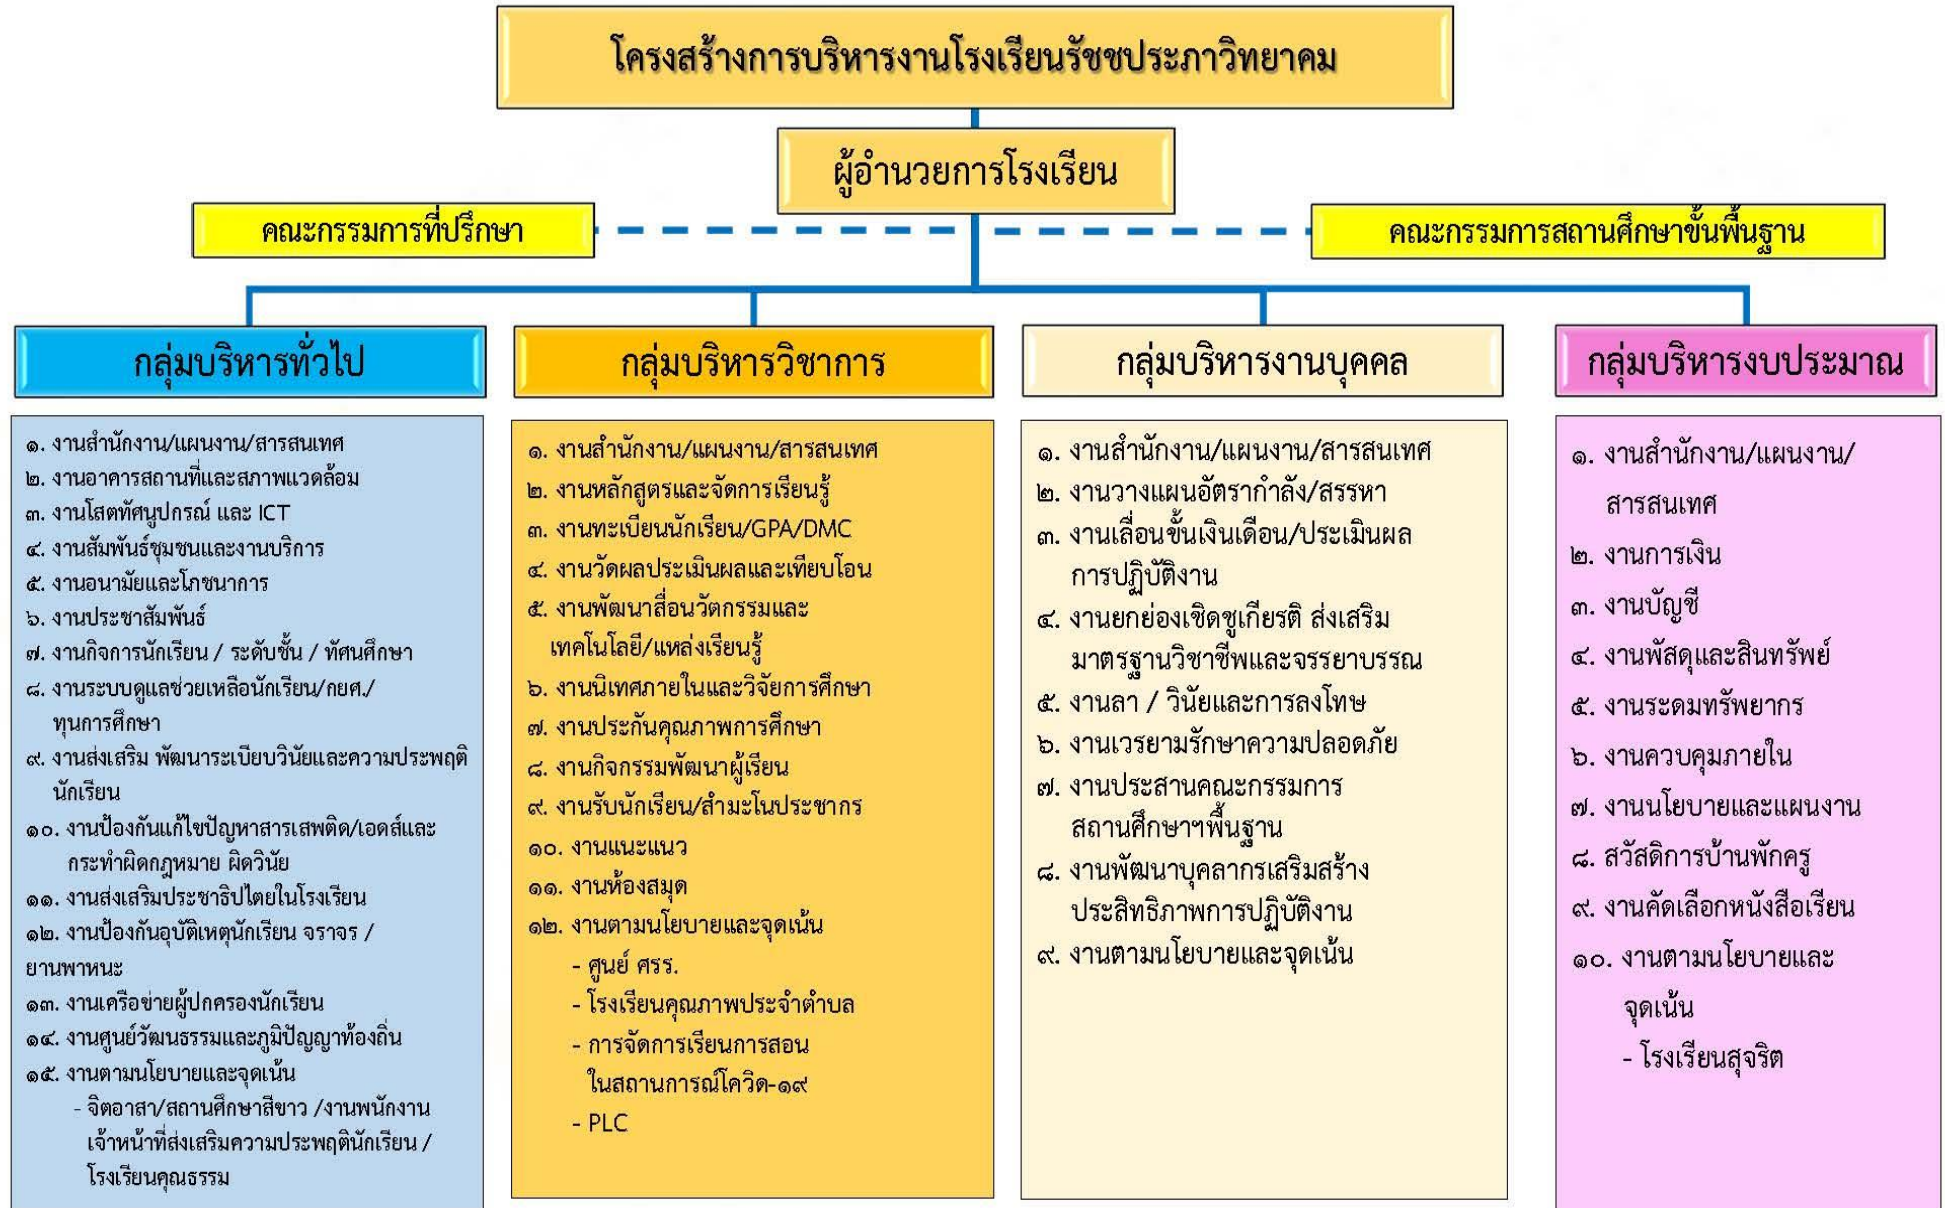 โครงสร้างการบริหารงานโรงเรียนรัชชประภาวิทยาคม
ผู้อำนวยการโรงเรียน
คณะกรรมการที่ปรึกษา
คณะกรรมการสถานศึกษาขั้นพื้นฐาน
กลุ่มบริหารทั่วไป
๑. งานสำนักงาน/แผนงาน/สารสนเทศ
๒. งานอาคารสถานที่และสภาพแวดล้อม
๓. งานโสตทัศนูปกรณ์ และ ICT
๔. งานสัมพันธ์ชุมชนและงานบริการ
๕. งานอนามัยและโภชนาการ
๖. งานประชาสัมพันธ์
๗. งานกิจการนักเรียน / ระดับชั้น / ทัศนศึกษา
๘. งานระบบดูแลช่วยเหลือนักเรียน/กยศ./
ทุนการศึกษา
๙. งานส่งเสริม พัฒนาระเบียบวินัยและความประพฤติ
นักเรียน
๑๐. งานป้องกันแก้ไขปัญหาสารเสพติด/เอดส์และ
กระทำผิดกฎหมาย ผิดวินัย
๑๑. งานส่งเสริมประชาธิปไตยในโรงเรียน
๑๒. งานป้องกันอุบัติเหตุนักเรียน จราจร /
ยานพาหนะ
๑๓. งานเครือข่ายผู้ปกครองนักเรียน
๑๔. งานศูนย์วัฒนธรรมและภูมิปัญญาท้องถิ่น
๑๕. งานตามนโยบายและจุดเน้น
- จิตอาสา/สถานศึกษาสีขาว /งานพนักงาน
เจ้าหน้าที่ส่งเสริมความประพฤตินักเรียน /
โรงเรียนคุณธรรม
กลุ่มบริหารวิชาการ
๑. งานสำนักงาน/แผนงาน/สารสนเทศ
๒. งานหลักสูตรและจัดการเรียนรู้
๓. งานทะเบียนนักเรียน/GPA/DMC
๔. งานวัดผลประเมินผลและเทียบโอน
๕. งานพัฒนาสื่อนวัตกรรมและ
เทคโนโลยี/แหล่งเรียนรู้
๖. งานนิเทศภายในและวิจัยการศึกษา
๗. งานประกันคุณภาพการศึกษา
๘. งานกิจกรรมพัฒนาผู้เรียน
๙. งานรับนักเรียน/สำมะโนประชากร
๑๐. งานแนะแนว
๑๑. งานห้องสมุด
๑๒. งานตามนโยบายและจุดเน้น
- ศูนย์ ศรร.
- โรงเรียนคุณภาพประจำตำบล
- การจัดการเรียนการสอน
ในสถานการณ์โควิด-๑๙
- PLC
กลุ่มบริหารงานบุคคล
๑. งานสำนักงาน/แผนงาน/สารสนเทศ
๒. งานวางแผนอัตรากำลัง/สรรหา
๓. งานเลื่อนขั้นเงินเดือน/ประเมินผล
การปฏิบัติงาน
๔. งานยกย่องเชิดชูเกียรติ ส่งเสริม
มาตรฐานวิชาชีพและจรรยาบรรณ
๕. งานลา / วินัยและการลงโทษ
๖. งานเวรยามรักษาความปลอดภัย
๗. งานประสานคณะกรรมการ
สถานศึกษาฯพื้นฐาน
๘. งานพัฒนาบุคลากรเสริมสร้าง
ประสิทธิภาพการปฏิบัติงาน
๙. งานตามนโยบายและจุดเน้น
กลุ่มบริหารงบประมาณ
๑. งานสำนักงาน/แผนงาน/
สารสนเทศ
๒. งานการเงิน
๓. งานบัญชี
๔. งานพัสดุและสินทรัพย์
๕. งานระดมทรัพยากร
๖. งานควบคุมภายใน
๗. งานนโยบายและแผนงาน
๘. สวัสดิการบ้านพักครู
๙. งานคัดเลือกหนังสือเรียน
๑๐. งานตามนโยบายและ
จุดเน้น
- โรงเรียนสุจริต